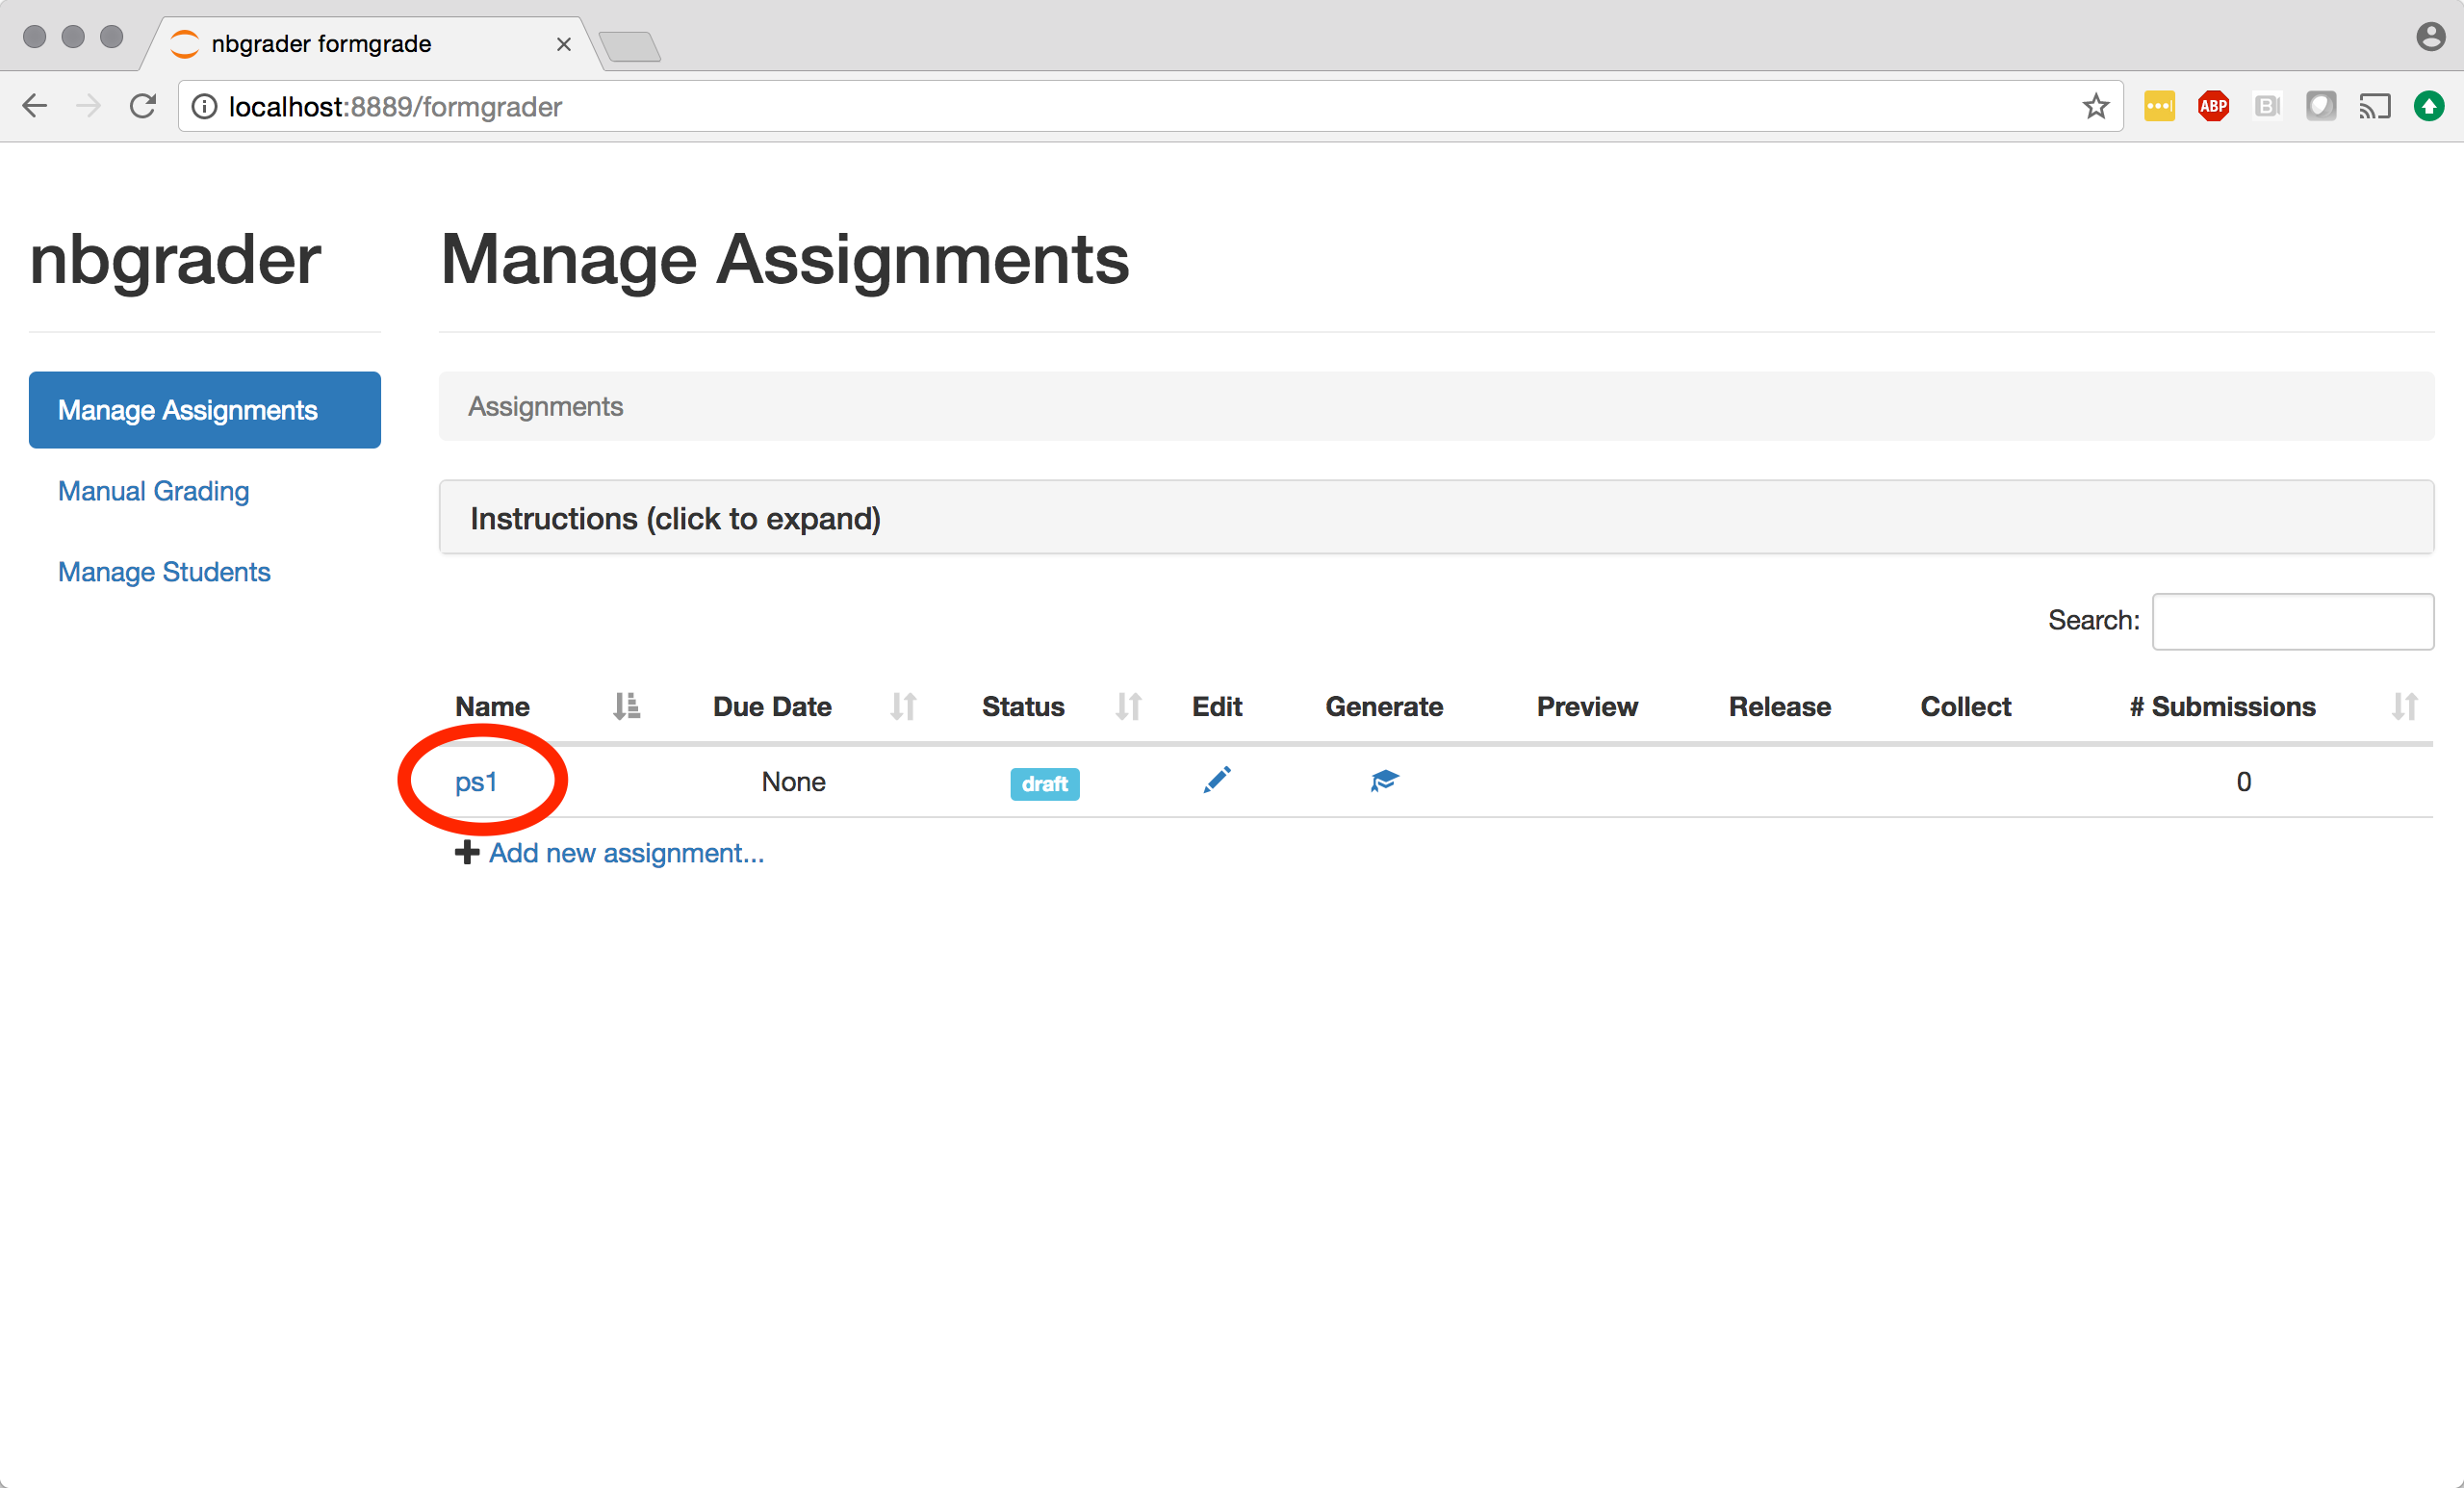 nbgrader formgrade
localhost:8889/formgrader
ABP
B
nbgrader
Manage Assignments
Manage Assignments
Manual Grading
Manage Students
Assignments
Instructions (click to expand)
Search:
Name Due Date Status Edit Generate Preview Release Collect # Submissions
ps1 None draft 0
Add new assignment...